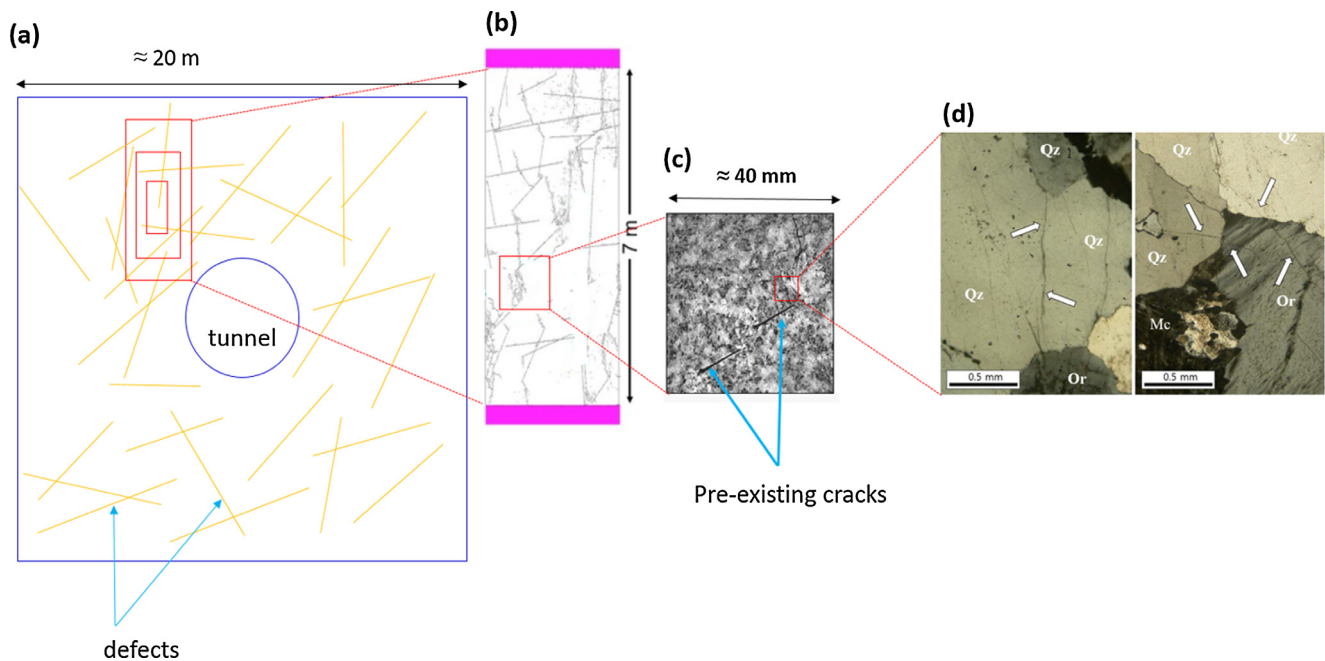 (a)
≈ 20 m
tunnel
defects
(b)
7 m
(c)
≈ 40 mm
Pre-existing cracks
(d)
Qz
Qz
Qz
Or
0.5 mm
Qz
Qz
Qz
Or
Mc
0.5 mm